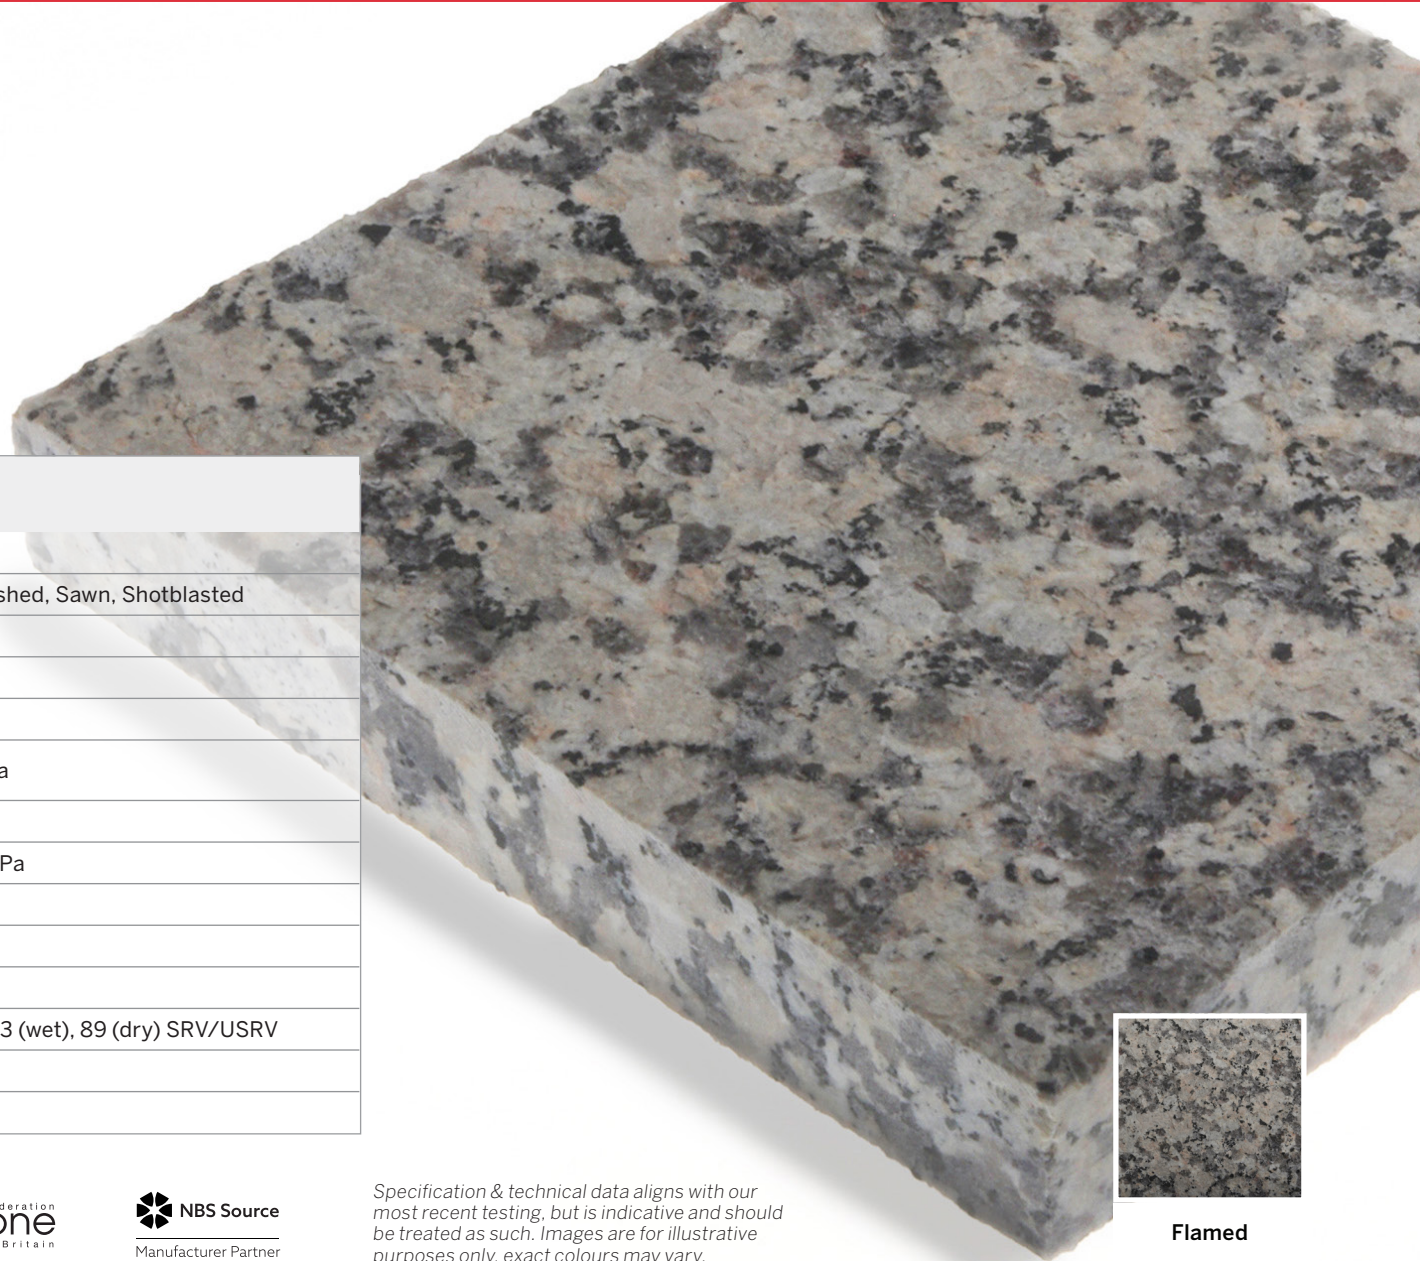 shed, Sawn, Shotblasted
a
Pa
3 (wet), 89 (dry) SRV/USRV
deration
one
Britain
NBS Source
Manufacturer Partner
Specification & technical data aligns with our
most recent testing, but is indicative and should
be treated as such. Images are for illustrative
purposes only, exact colours may vary.
Flamed